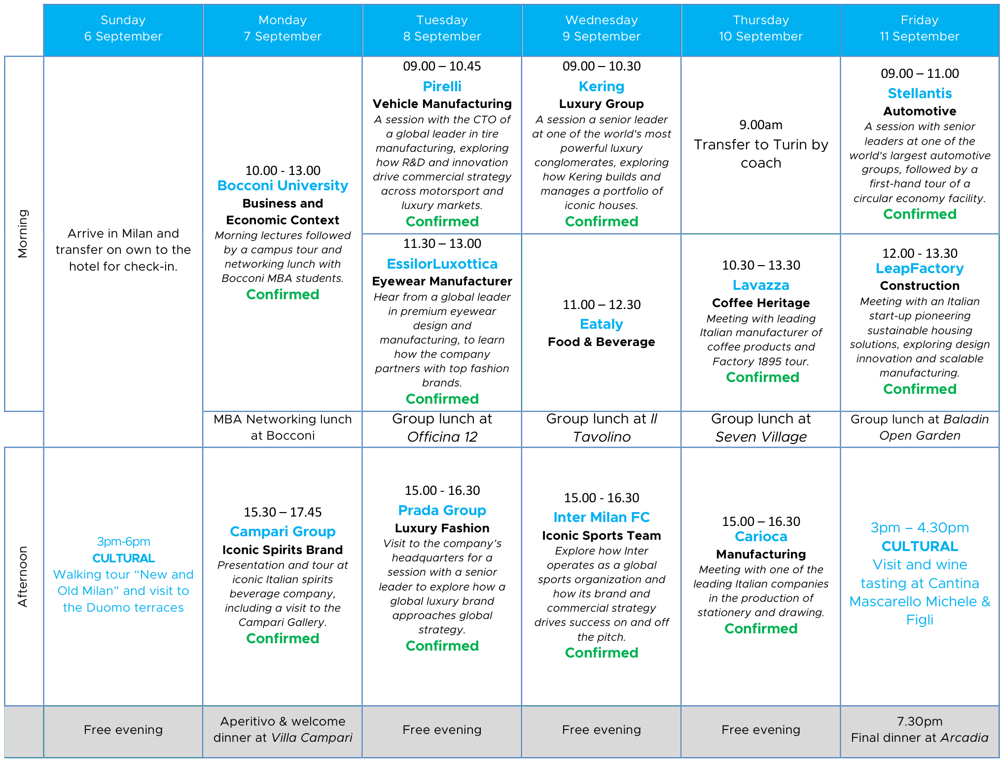 Sunday
6 September
Monday
7 September
Tuesday
8 September
Wednesday
9 September
Thursday
10 September
Friday
11 September
Morning
Arrive in Milan and
transfer on own to the
hotel for check-in.
10.00 - 13.00
Bocconi University
Business and
Economic Context
Morning lectures followed
by a campus tour and
networking lunch with
Bocconi MBA students.
Confirmed
09.00 – 10.45
Pirelli
Vehicle Manufacturing
A session with the CTO of
a global leader in tire
manufacturing, exploring
how R&D and innovation
drive commercial strategy
across motorsport and
luxury markets.
Confirmed
09.00 – 10.30
Kering
Luxury Group
A session a senior leader
at one of the world's most
powerful luxury
conglomerates, exploring
how Kering builds and
manages a portfolio of
iconic houses.
Confirmed
9.00am
Transfer to Turin by
coach
09.00 – 11.00
Stellantis
Automotive
A session with senior
leaders at one of the
world's largest automotive
groups, followed by a
first-hand tour of a
circular economy facility.
Confirmed
11.30 – 13.00
EssilorLuxottica
Eyewear Manufacturer
Hear from a global leader
in premium eyewear
design and
manufacturing, to learn
how the company
partners with top fashion
brands.
Confirmed
11.00 – 12.30
Eataly
Food & Beverage
10.30 – 13.30
Lavazza
Coffee Heritage
Meeting with leading
Italian manufacturer of
coffee products and
Factory 1895 tour.
Confirmed
12.00 - 13.30
LeapFactory
Construction
Meeting with an Italian
start-up pioneering
sustainable housing
solutions, exploring design
innovation and scalable
manufacturing.
Confirmed
MBA Networking lunch
at Bocconi
Group lunch at
Officina 12
Group lunch at Il
Tavolino
Group lunch at
Seven Village
Group lunch at Baladin
Open Garden
Afternoon
3pm-6pm
CULTURAL
Walking tour “New and
Old Milan” and visit to
the Duomo terraces
15.30 – 17.45
Campari Group
Iconic Spirits Brand
Presentation and tour at
iconic Italian spirits
beverage company,
including a visit to the
Campari Gallery.
Confirmed
15.00 - 16.30
Prada Group
Luxury Fashion
Visit to the company’s
headquarters for a
session with a senior
leader to explore how a
global luxury brand
approaches global
strategy.
Confirmed
15.00 - 16.30
Inter Milan FC
Iconic Sports Team
Explore how Inter
operates as a global
sports organization and
how its brand and
commercial strategy
drives success on and off
the pitch.
Confirmed
15.00 – 16.30
Carioca
Manufacturing
Meeting with one of the
leading Italian companies
in the production of
stationery and drawing.
Confirmed
3pm – 4.30pm
CULTURAL
Visit and wine
tasting at Cantina
Mascarello Michele &
Figli
Free evening
Aperitivo & welcome
dinner at Villa Campari
Free evening
Free evening
Free evening
7.30pm
Final dinner at Arcadia